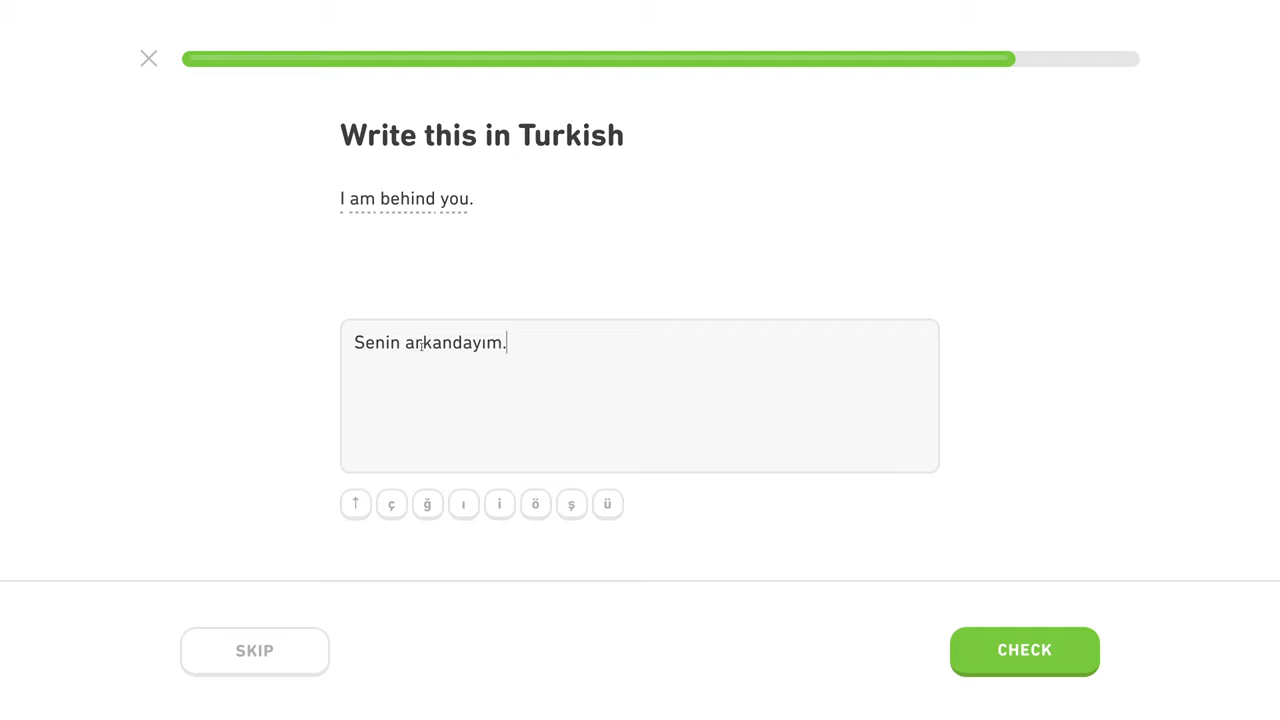 Write this in Turkish
I am behind you.
Senin arkandayım.
↑ ç ğ ı i ö ş ü
SKIP
CHECK